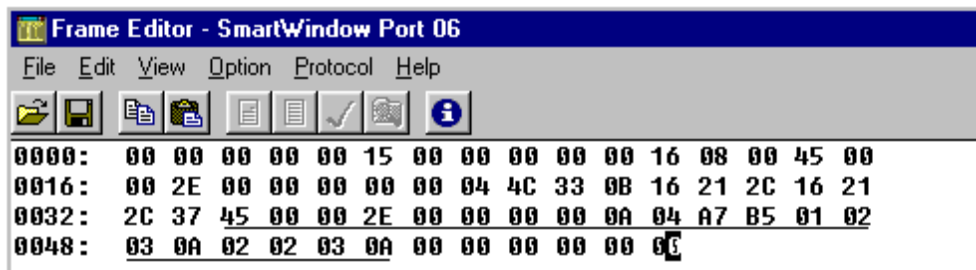 Frame Editor - SmartWindow Port 06
File Edit View Option Protocol Help
0000: 00 00 00 00 00 15 00 00 00 00 00 16 08 00 45 00
0016: 00 2E 00 00 00 00 00 04 4C 33 0B 16 21 2C 16 21
0032: 2C 37 45 00 00 2E 00 00 00 00 0A 04 A7 B5 01 02
0048: 03 0A 02 02 03 0A 00 00 00 00 00 00